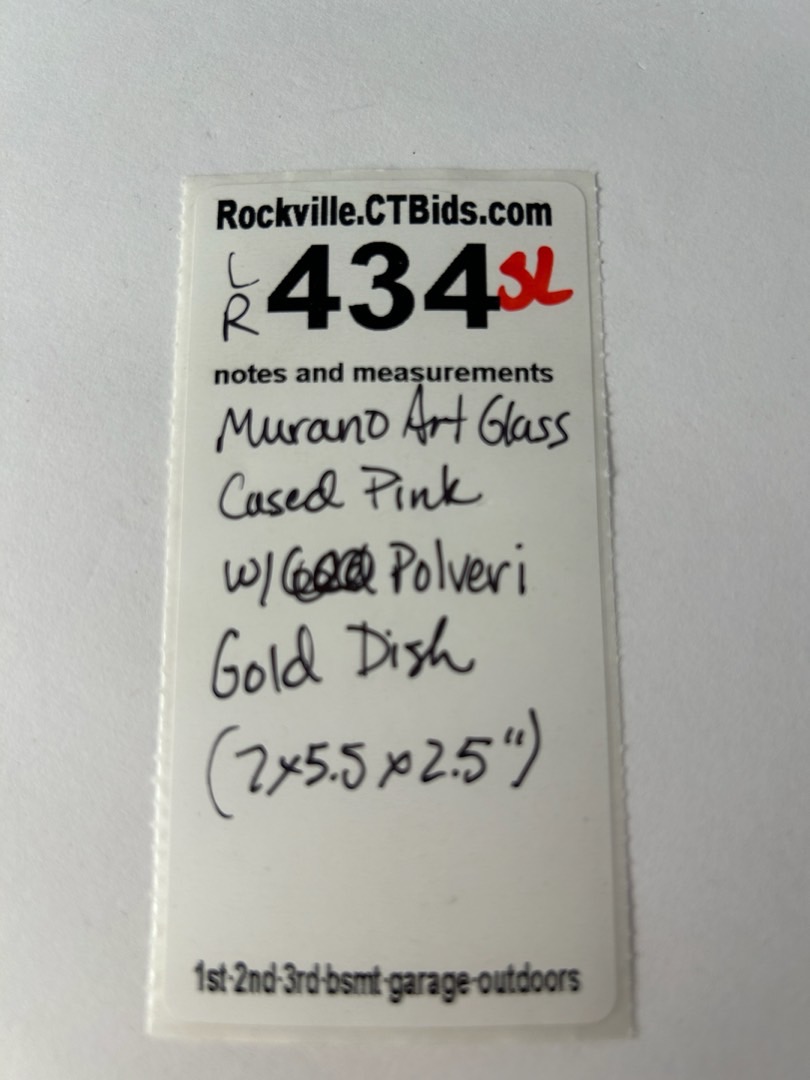 Rockville.CTBids.com
LR 434 SL
notes and measurements
Murano Art Glass
Cased Pink
w/ Polveri
Gold Dish
(7x5.5x2.5")
1st-2nd-3rd-bsmt-garage-outdoors